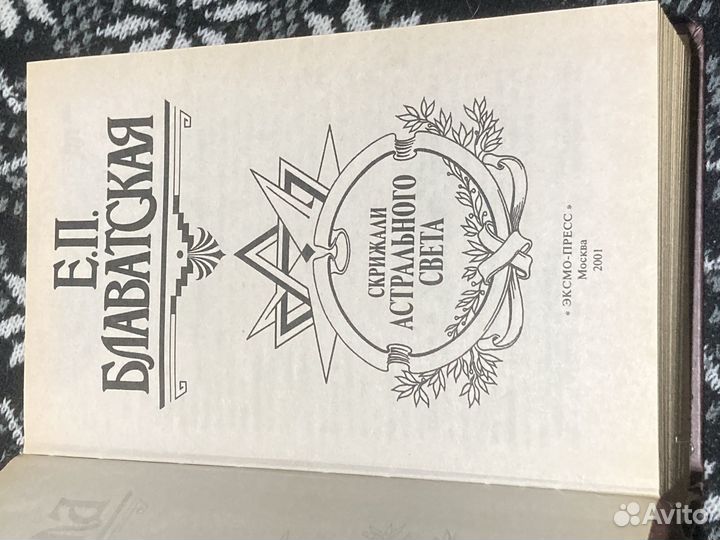 Е.П.
БЛАВАТСКАЯ
СКРИЖАЛИ
АСТРАЛЬНОГО
СВЕТА
« ЭКСМО-ПРЕСС »
Москва
2001
Avito